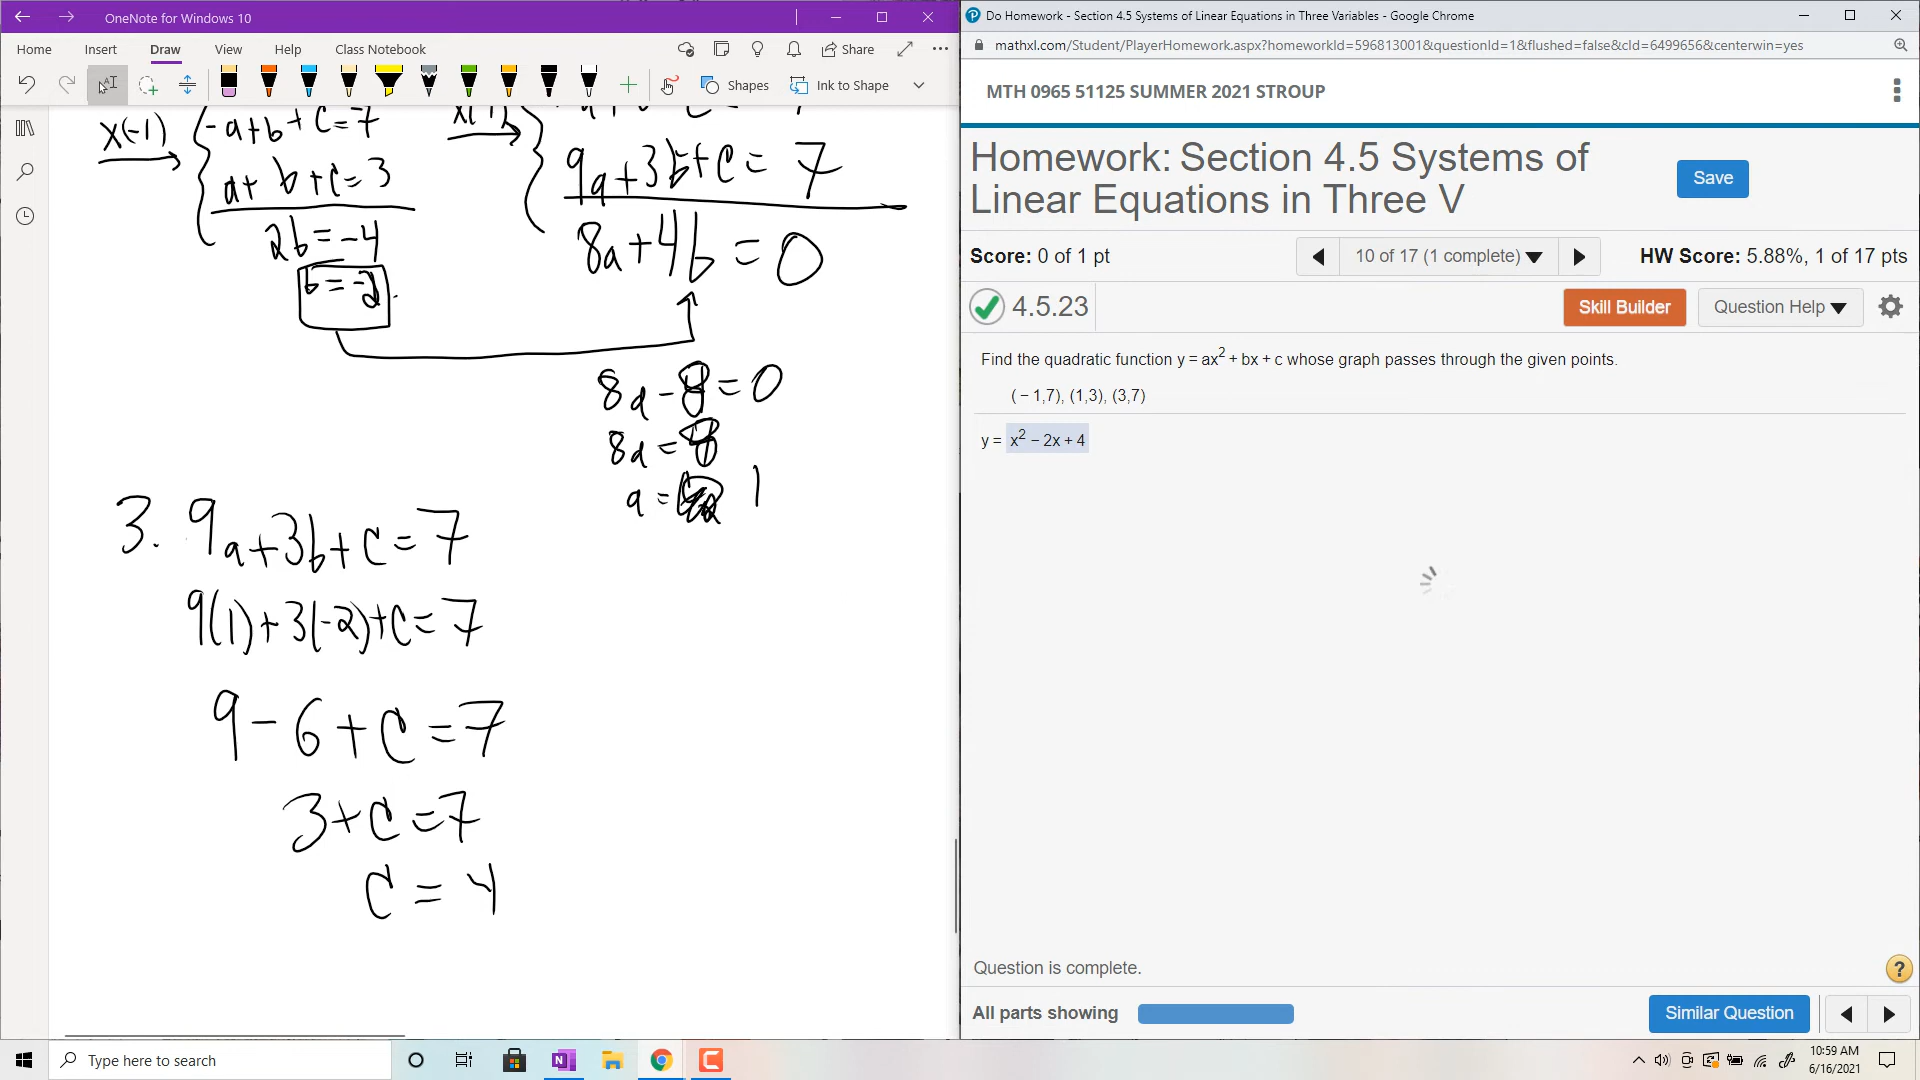 OneNote for Windows 10
Home Insert Draw View Help Class Notebook Share
Shapes Ink to Shape
x(-1) -a+b+c=7
a+b+c=3
2b=-4
b=-2
9a+3b+c=7
8a+4b=0
8a-8=0
8a=8
a= 1
3. 9a+3b+c=7
9(1)+3(-2)+c=7
9-6+c=7
3+c=7
c=4
Do Homework - Section 4.5 Systems of Linear Equations in Three Variables - Google Chrome
mathxl.com/Student/PlayerHomework.aspx?homeworkId=596813001&questionId=1&flushed=false&cId=6499656&centerwin=yes
MTH 0965 51125 SUMMER 2021 STROUP
Homework: Section 4.5 Systems of
Linear Equations in Three V
Save
Score: 0 of 1 pt
10 of 17 (1 complete)
HW Score: 5.88%, 1 of 17 pts
4.5.23
Skill Builder
Question Help
Find the quadratic function y = ax² + bx + c whose graph passes through the given points.
( − 1,7), (1,3), (3,7)
y = x² − 2x + 4
Question is complete.
?
All parts showing
Similar Question
Type here to search
10:59 AM
6/16/2021